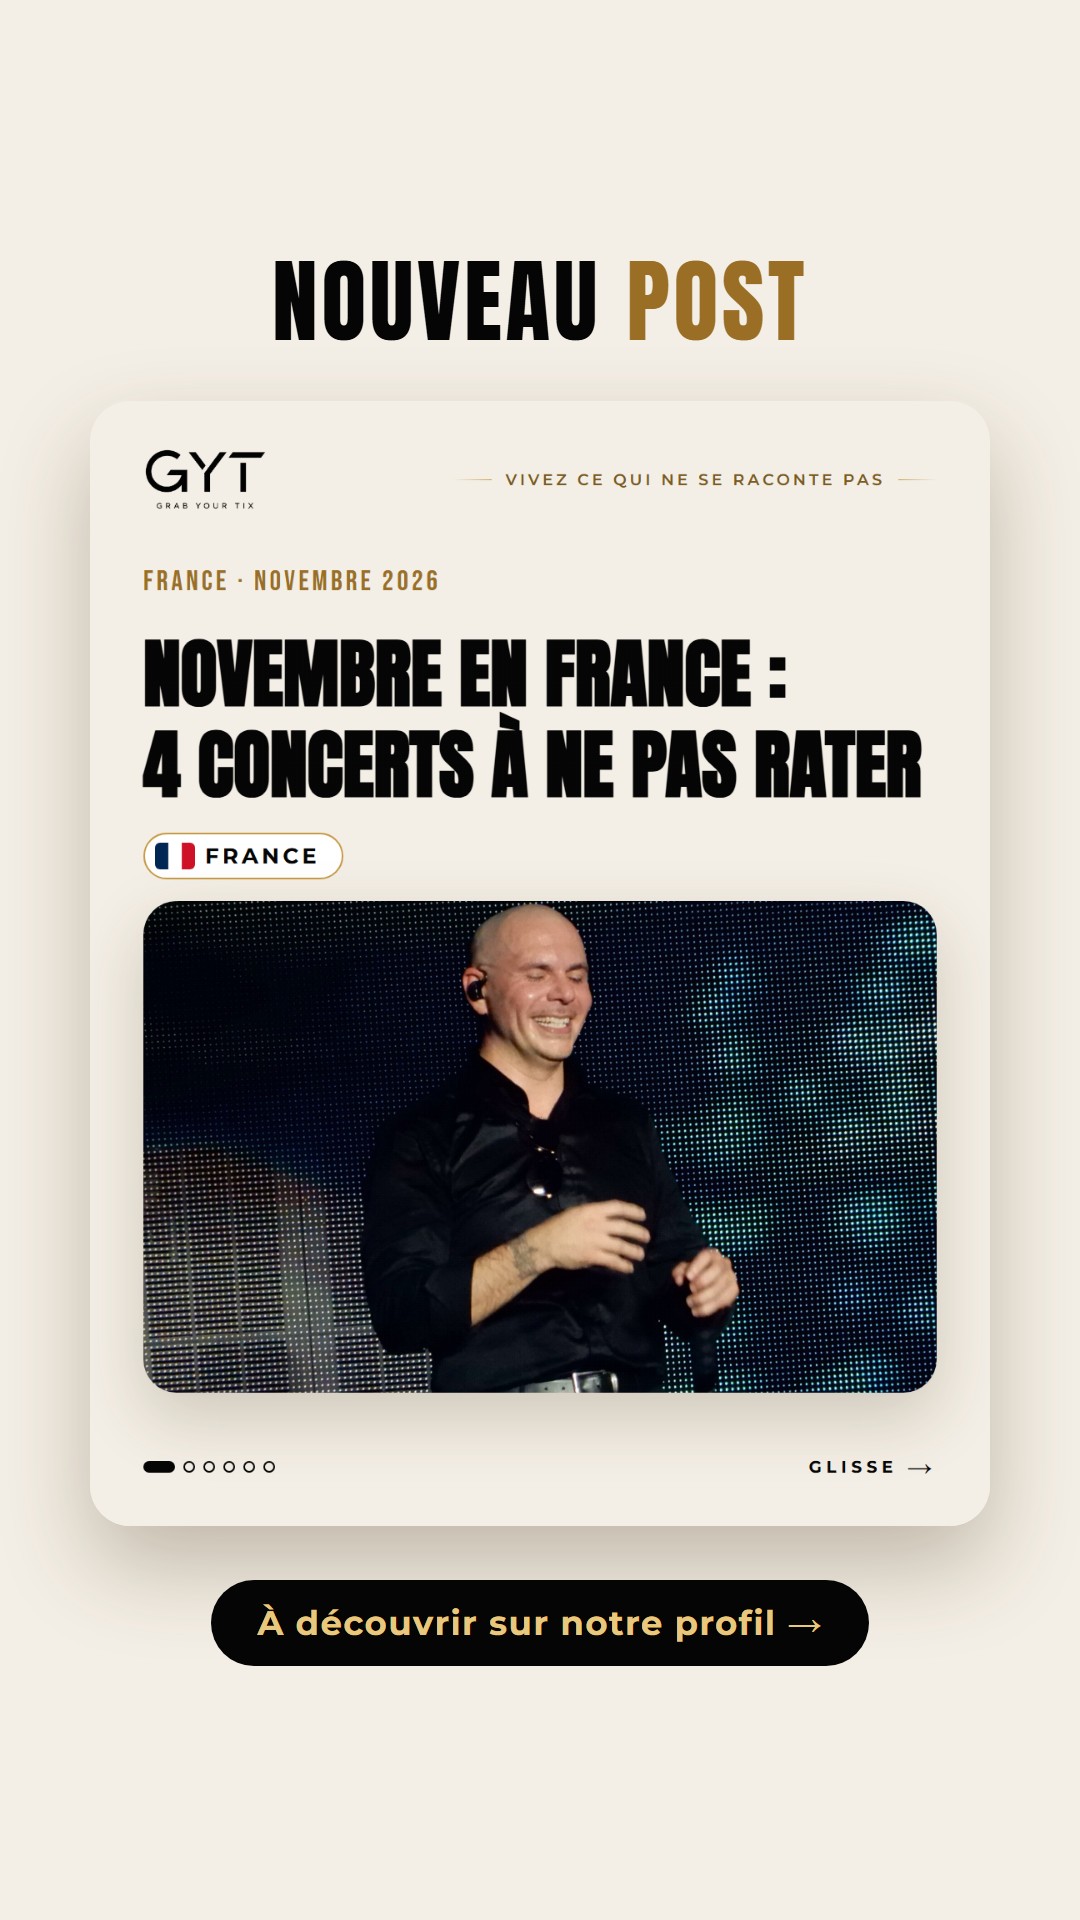 NOUVEAU POST
GYT
GRAB YOUR TIX
VIVEZ CE QUI NE SE RACONTE PAS
FRANCE · NOVEMBRE 2026
NOVEMBRE EN FRANCE :
4 CONCERTS À NE PAS RATER
FRANCE
GLISSE →
À découvrir sur notre profil →